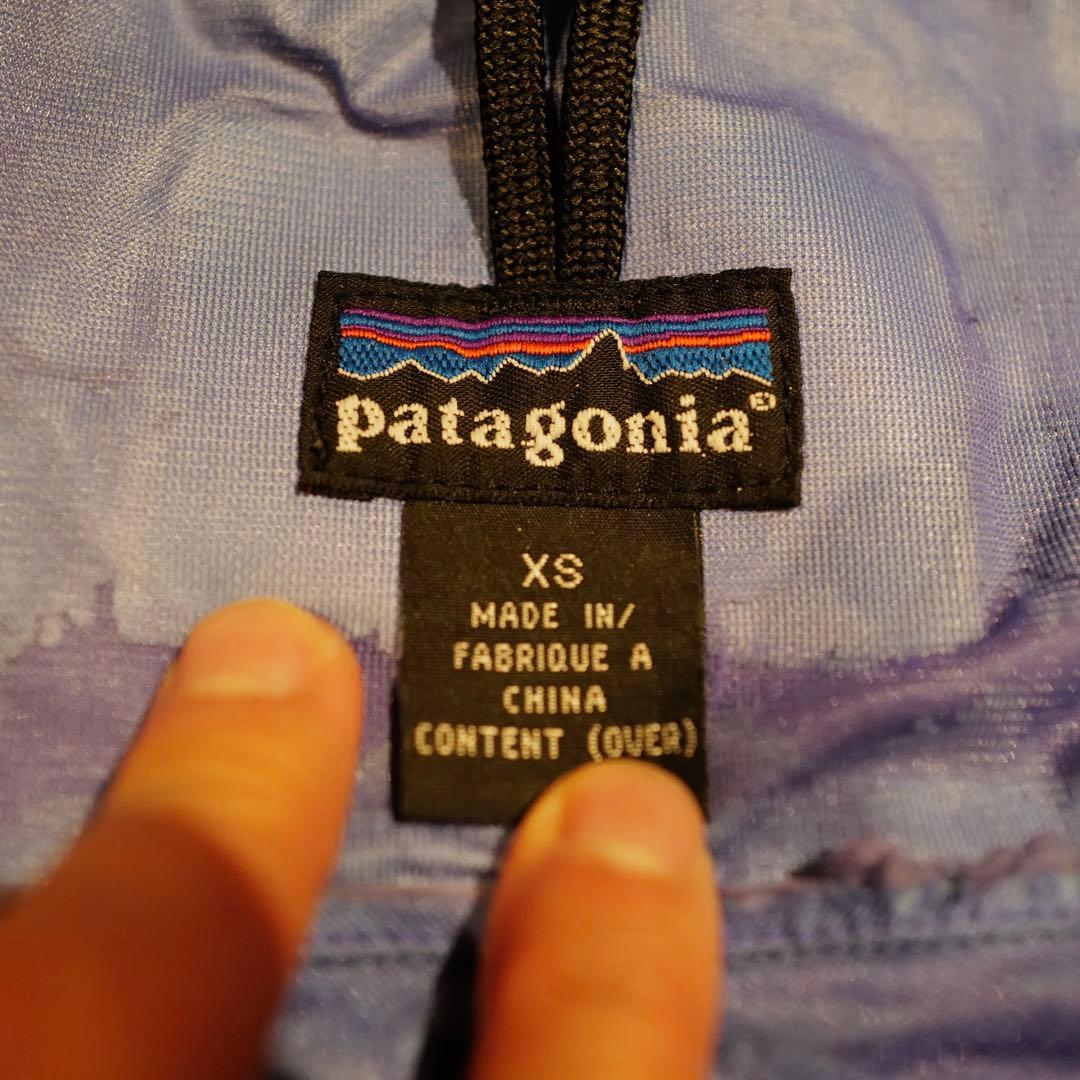 patagonia®
XS
MADE IN/
FABRIQUE A
CHINA
CONTENT (OVER)